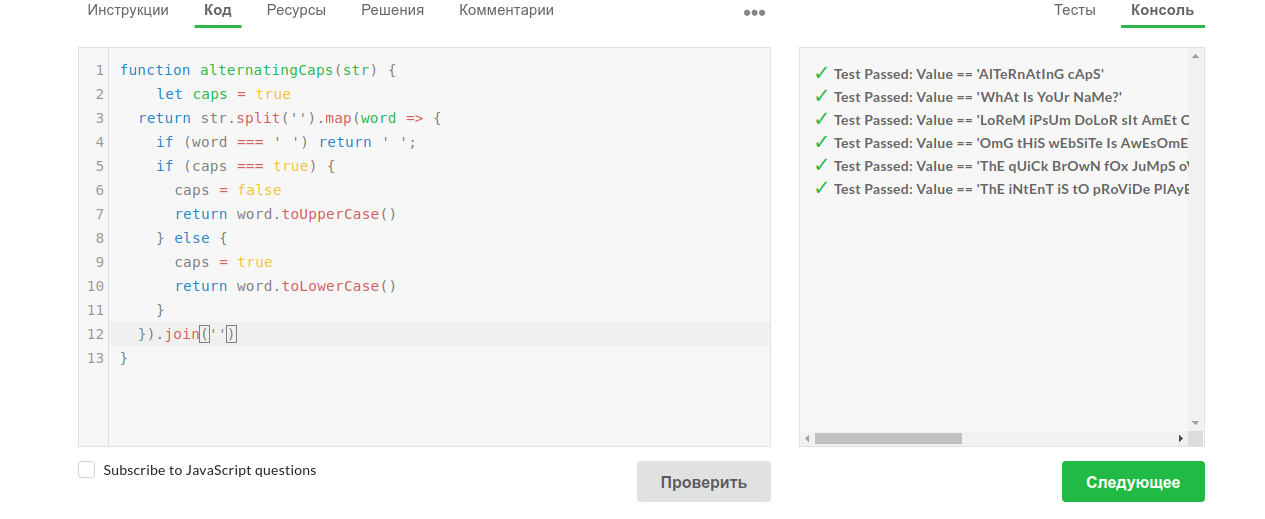 Инструкции Код Ресурсы Решения Комментарии ••• Тесты Консоль
1 function alternatingCaps(str) {
2 let caps = true
3 return str.split('').map(word => {
4 if (word === ' ') return ' ';
5 if (caps === true) {
6 caps = false
7 return word.toUpperCase()
8 } else {
9 caps = true
10 return word.toLowerCase()
11 }
12 }).join('')
13 }
✓ Test Passed: Value == 'AlTeRnAtInG cApS'
✓ Test Passed: Value == 'WhAt Is YoUr NaMe?'
✓ Test Passed: Value == 'LoReM iPsUm DoLoR sIt AmEt
✓ Test Passed: Value == 'OmG tHiS wEbSiTe Is AwEsOmE
✓ Test Passed: Value == 'ThE qUiCk BrOwN fOx JuMpS
✓ Test Passed: Value == 'ThE iNtEnT iS tO pRoViDe
Subscribe to JavaScript questions
Проверить
Следующее